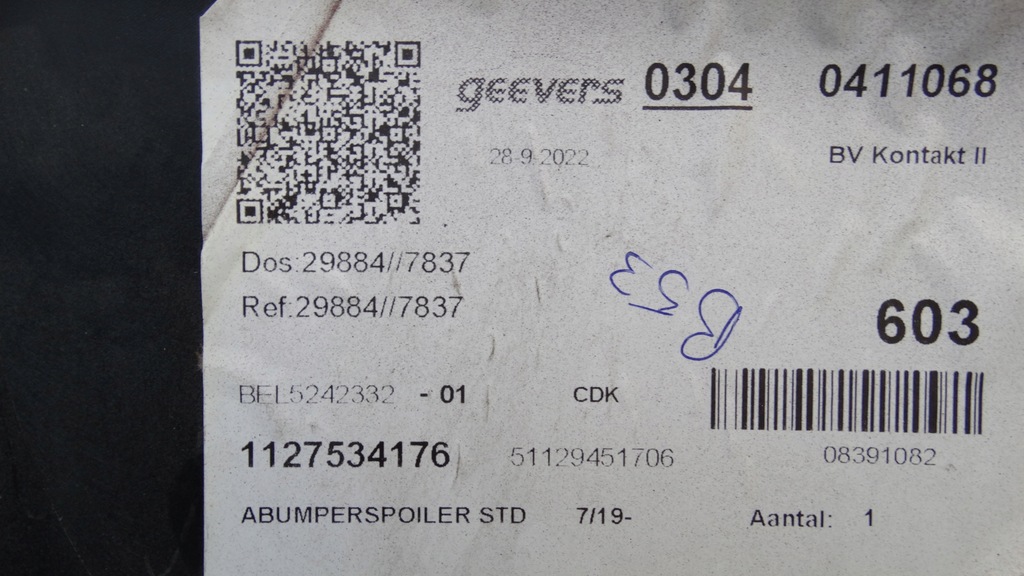 geevers 0304 0411068
28-9-2022 BV Kontakt II
Dos:29884//7837
Ref:29884//7837
B53
603
BEL5242332 - 01 CDK
1127534176 51129451706 08391082
ABUMPERSPOILER STD 7/19- Aantal: 1